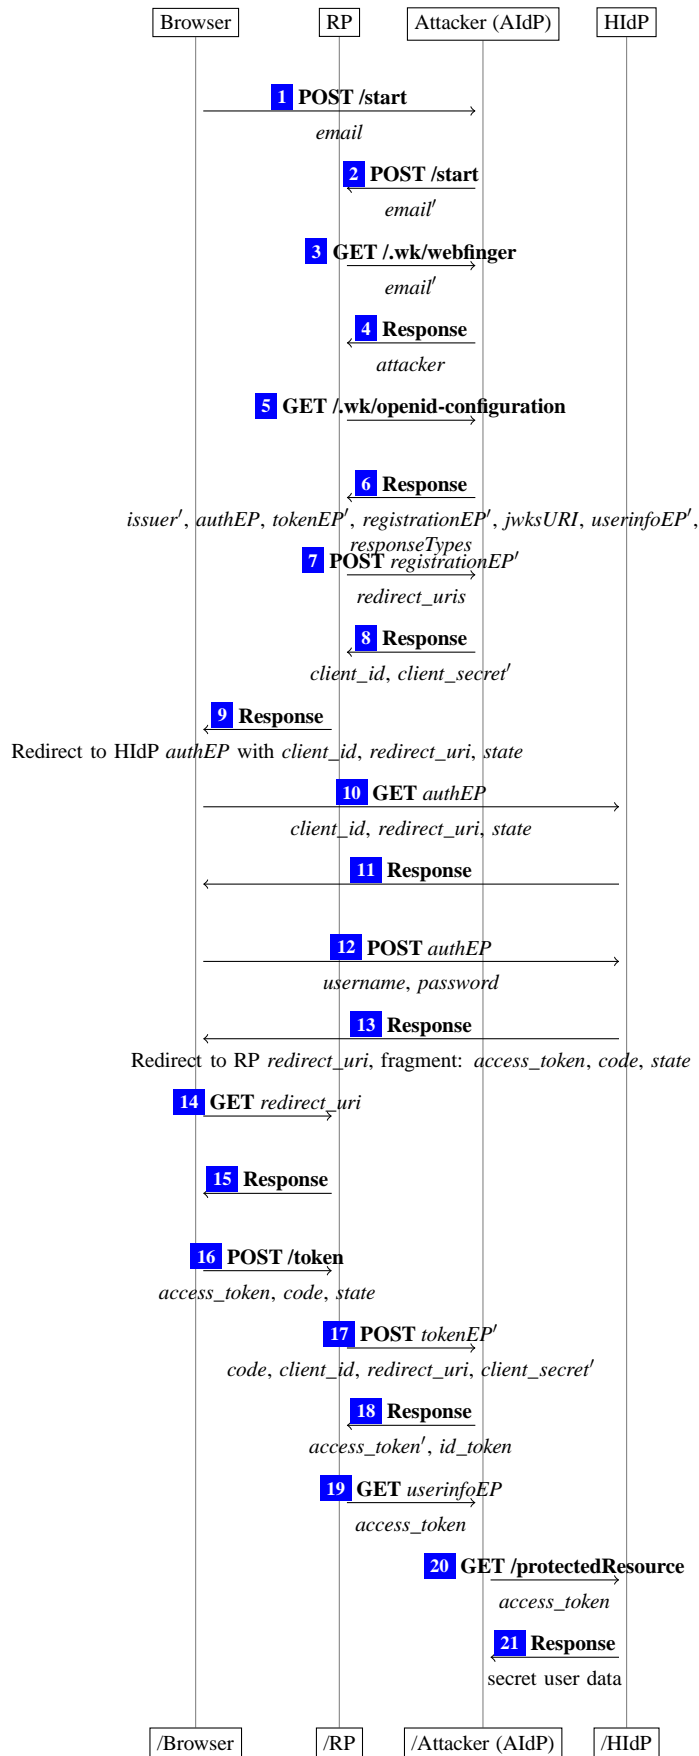 Browser RP Attacker (AIdP) HIdP
1 POST /start
email
2 POST /start
email′
3 GET /.wk/webfinger
email′
4 Response
attacker
5 GET /.wk/openid-configuration
6 Response
issuer′, authEP, tokenEP′, registrationEP′, jwksURI, userinfoEP′,
responseTypes
7 POST registrationEP′
redirect_uris
8 Response
client_id, client_secret′
9 Response
Redirect to HIdP authEP with client_id, redirect_uri, state
10 GET authEP
client_id, redirect_uri, state
11 Response
12 POST authEP
username, password
13 Response
Redirect to RP redirect_uri, fragment: access_token, code, state
14 GET redirect_uri
15 Response
16 POST /token
access_token, code, state
17 POST tokenEP′
code, client_id, redirect_uri, client_secret′
18 Response
access_token′, id_token
19 GET userinfoEP
access_token
20 GET /protectedResource
access_token
21 Response
secret user data
/Browser /RP /Attacker (AIdP) /HIdP